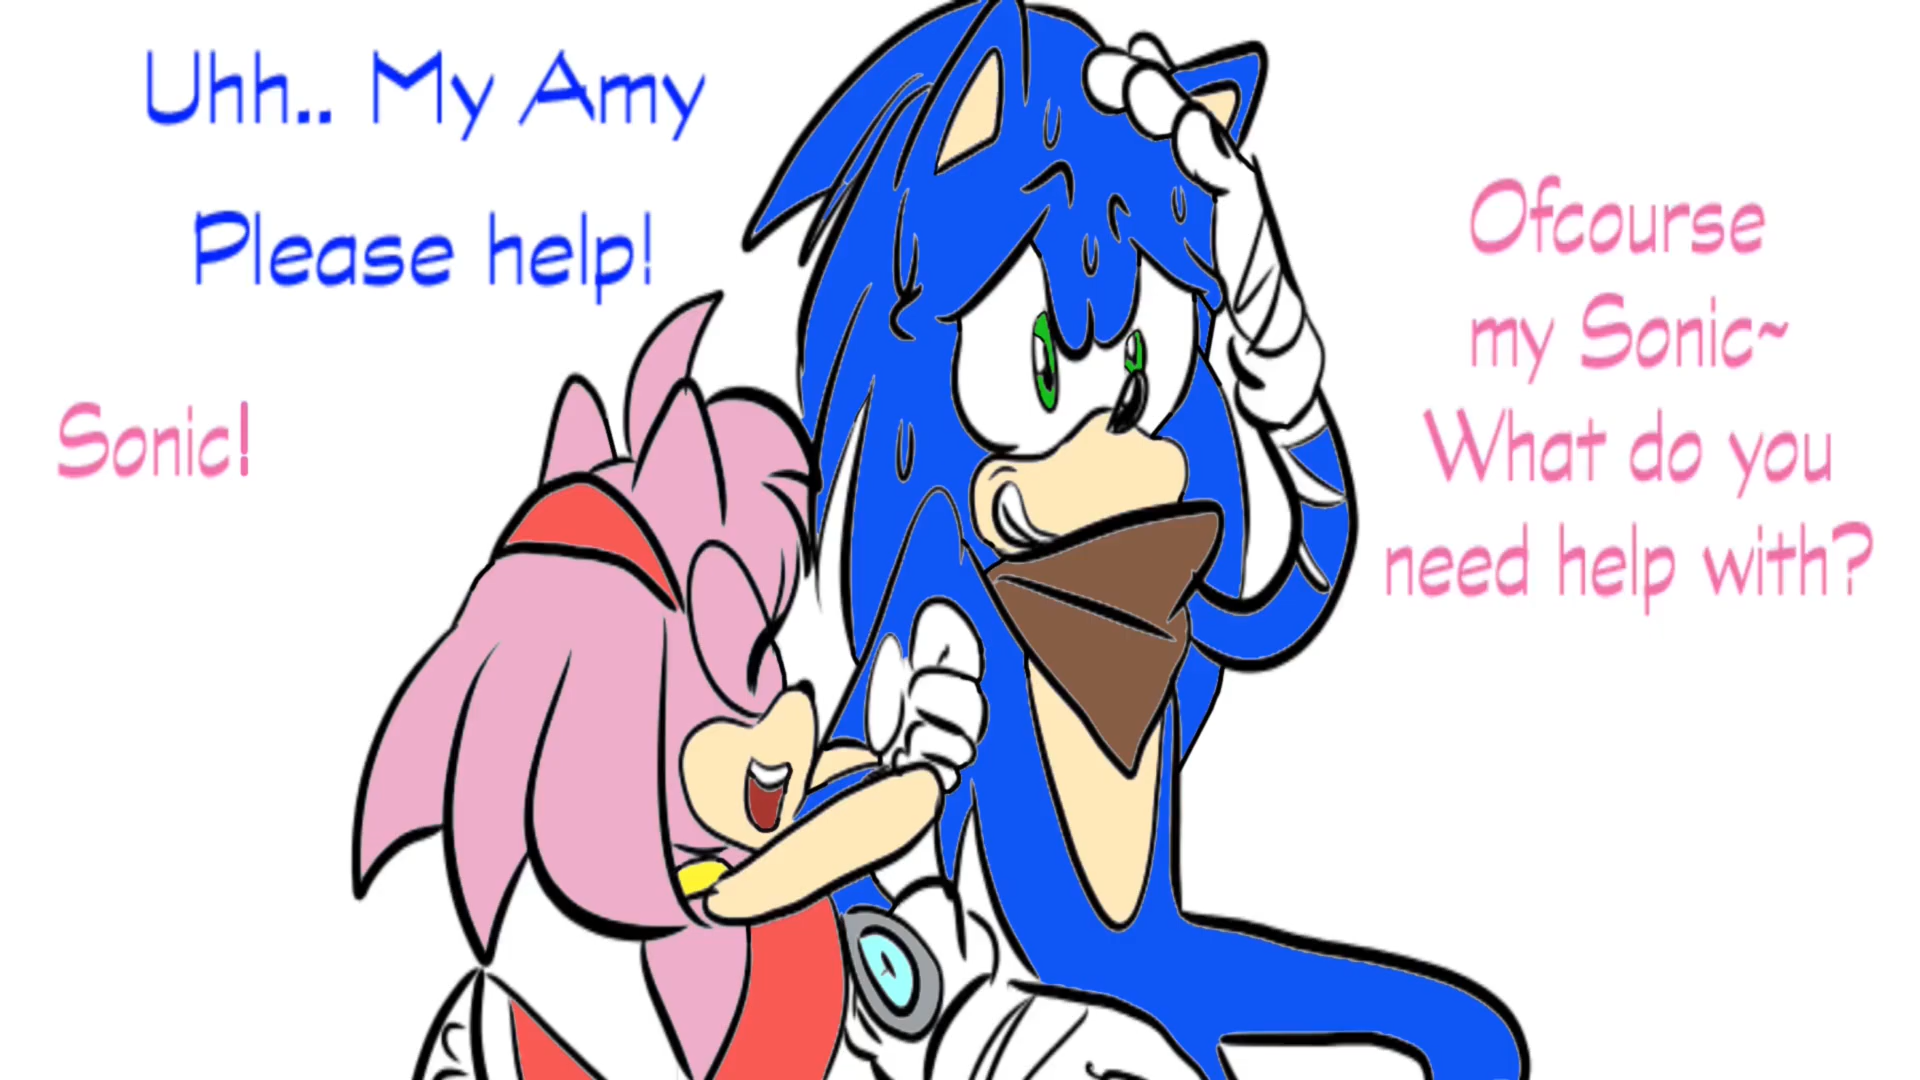 Uhh.. My Amy
Please help!
Sonic!
Ofcourse
my Sonic~
What do you
need help with?